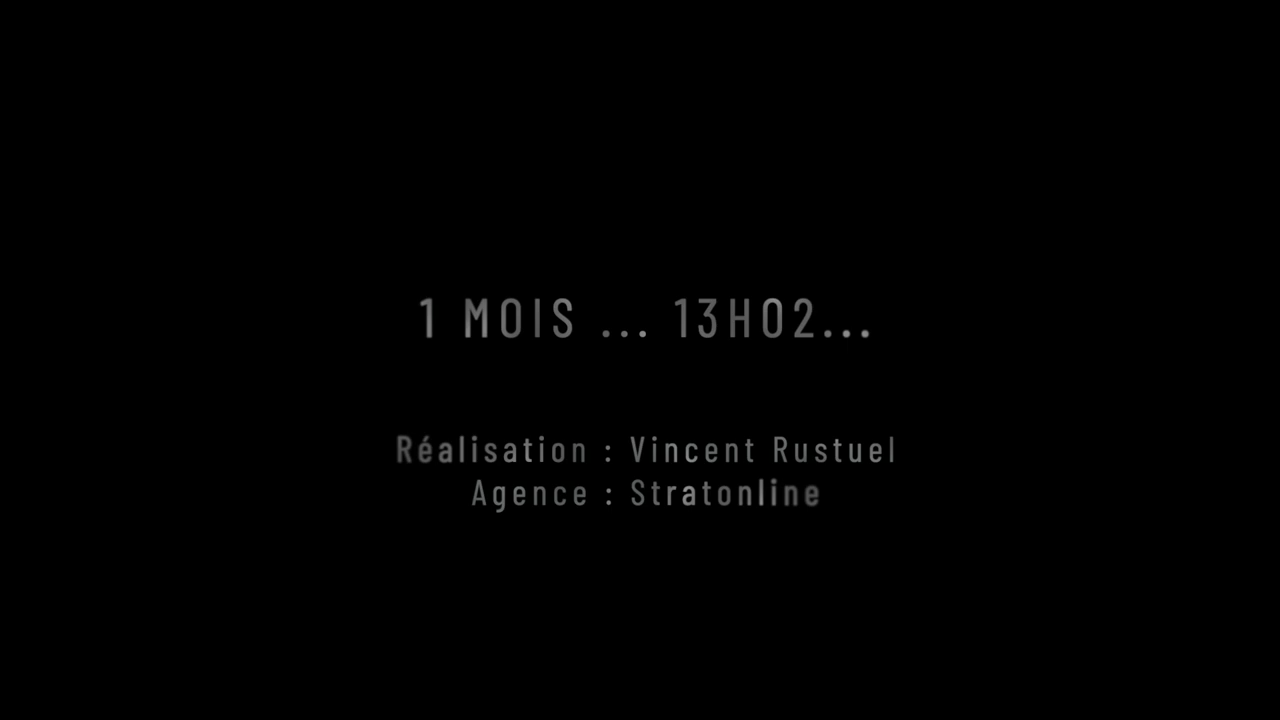 1 MOIS ... 13H02...
Réalisation : Vincent Rustuel
Agence : Stratonline